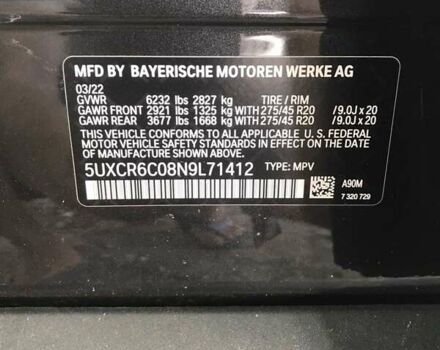 MFD BY BAYERISCHE MOTOREN WERKE AG
03/22
GVWR 6232 lbs 2827 kg TIRE / RIM
GAWR FRONT 2921 lbs 1325 kg WITH 275/45 R20 /9.0J x 20
GAWR REAR 3677 lbs 1668 kg WITH 275/45 R20 /9.0J x 20
THIS VEHICLE CONFORMS TO ALL APPLICABLE U. S. FEDERAL
MOTOR VEHICLE SAFETY STANDARDS IN EFFECT ON THE DATE
OF MANUFACTURE SHOWN ABOVE.
5UXCR6C08N9L71412 TYPE: MPV
A90M
7 320 729